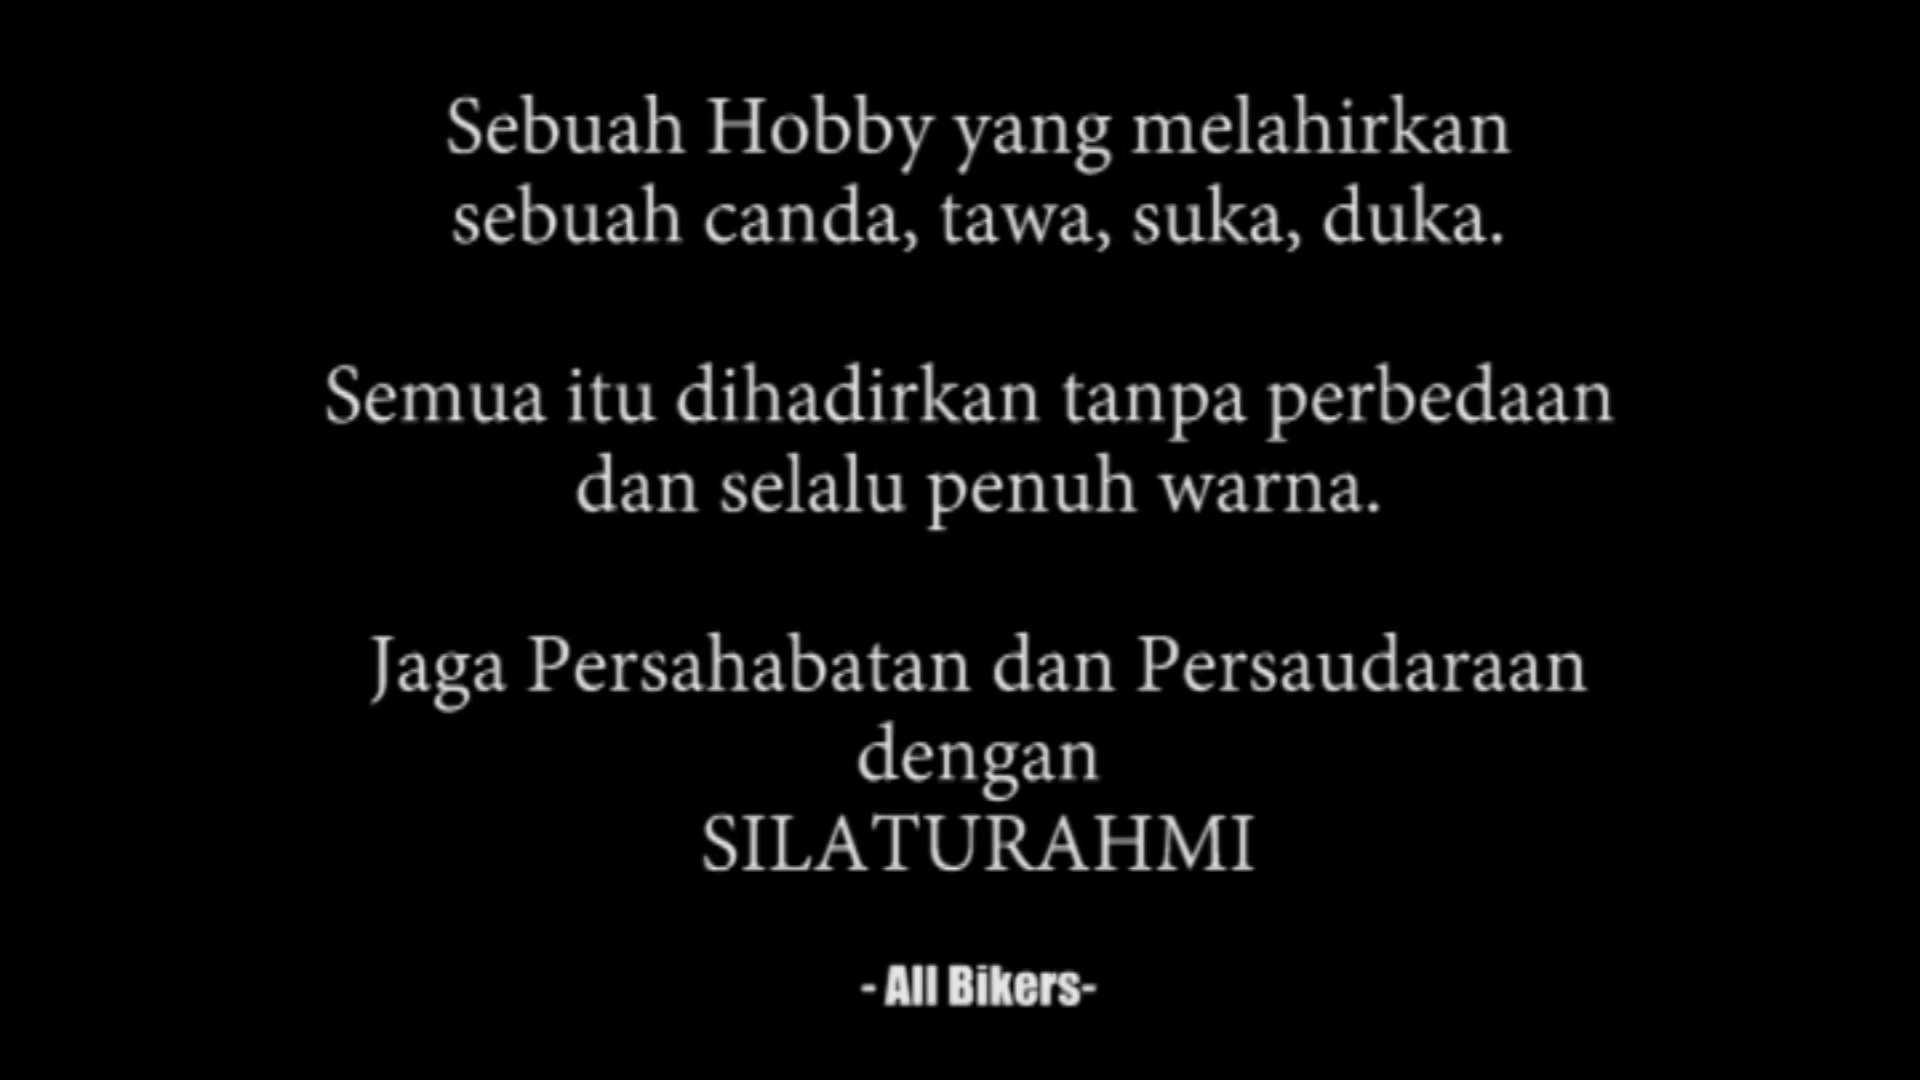 Sebuah Hobby yang melahirkan
sebuah canda, tawa, suka, duka.
Semua itu dihadirkan tanpa perbedaan
dan selalu penuh warna.
Jaga Persahabatan dan Persaudaraan
dengan
SILATURAHMI
- All Bikers-